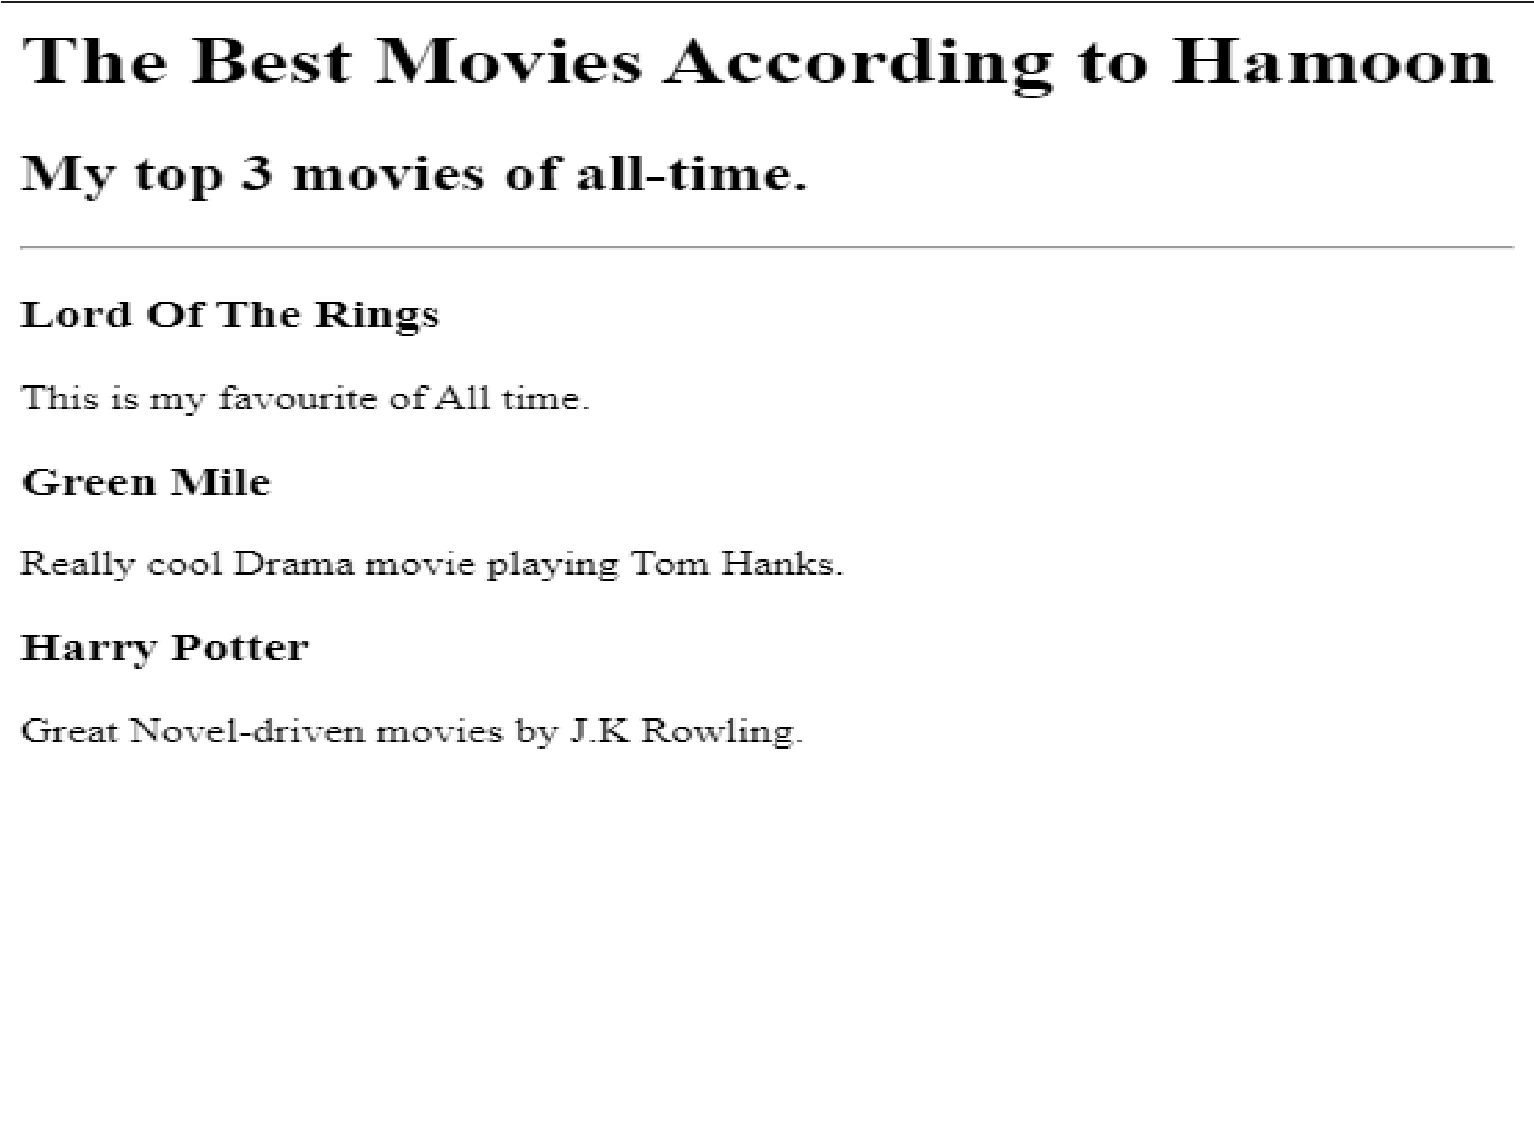 The Best Movies According to Hamoon
My top 3 movies of all-time.
Lord Of The Rings
This is my favourite of All time.
Green Mile
Really cool Drama movie playing Tom Hanks.
Harry Potter
Great Novel-driven movies by J.K Rowling.